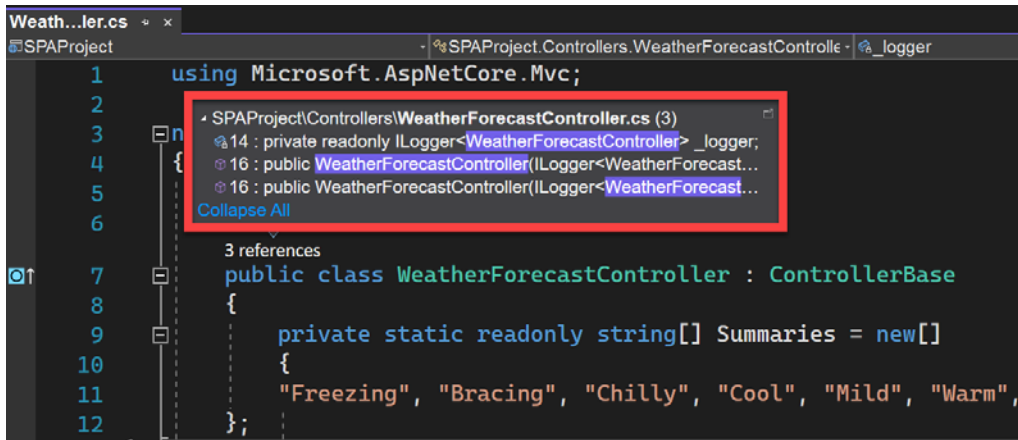 Weath...ler.cs
SPAProject SPAProject.Controllers.WeatherForecastControlle _logger
1 using Microsoft.AspNetCore.Mvc;
2
SPAProject\Controllers\WeatherForecastController.cs (3)
3 n
14 : private readonly ILogger<WeatherForecastController> _logger;
4 {
16 : public WeatherForecastController(ILogger<WeatherForecast...
5
16 : public WeatherForecastController(ILogger<WeatherForecast...
Collapse All
6
3 references
7 public class WeatherForecastController : ControllerBase
8 {
9 private static readonly string[] Summaries = new[]
10 {
11 "Freezing", "Bracing", "Chilly", "Cool", "Mild", "Warm",
12 };